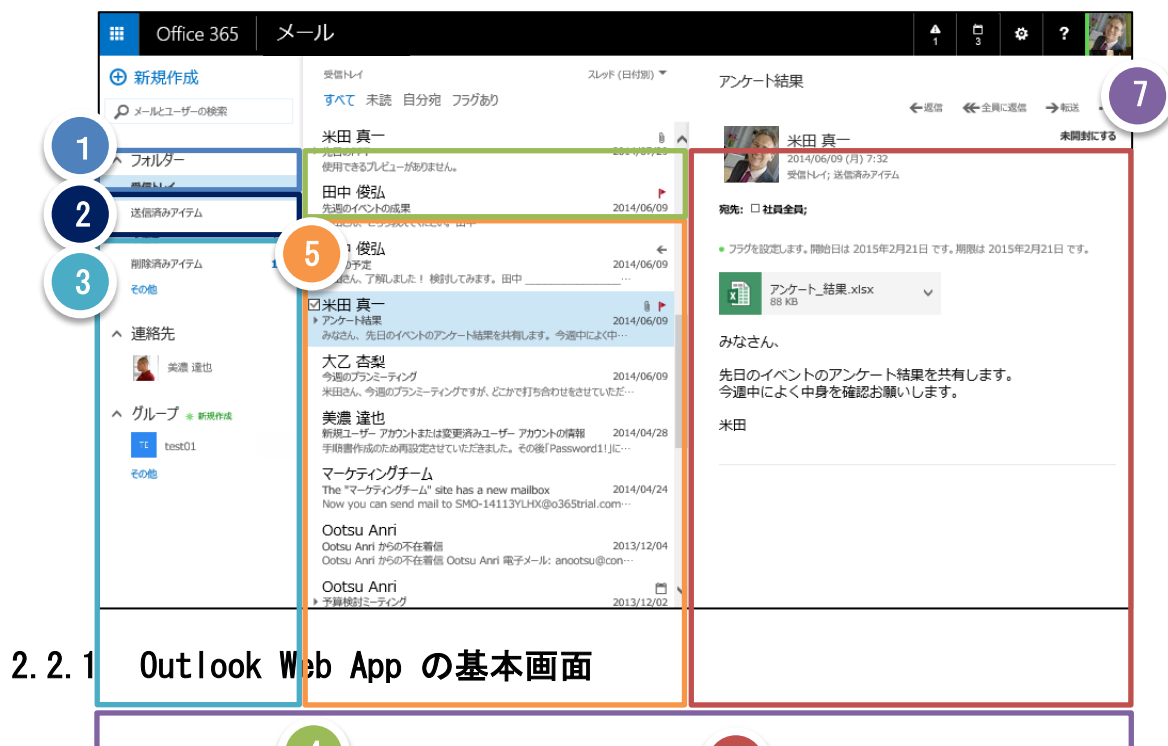 Office 365 メール 1 3 ?
新規作成
メールとユーザーの検索
1
フォルダー
受信トレイ
2
送信済みアイテム
3
削除済みアイテム
その他
連絡先
美濃 達也
グループ 新規作成
TE test01
その他
受信トレイ スレッド (日付別)
すべて 未読 自分宛 フラグあり
米田 真一
使用できるプレビューがありません。
田中 俊弘
先週のイベントの成果 2014/06/09
5
俊弘
の予定 2014/06/09
さん、了解しました！ 検討してみます。田中 ______________…
米田 真一
アンケート結果 2014/06/09
みなさん、先日のイベントのアンケート結果を共有します。今週中によく中…
大乙 杏梨
今週のプランミーティング 2014/06/09
米田さん、今週のプランミーティングですが、どこかで打ち合わせをさせていただ…
美濃 達也
新規ユーザー アカウントまたは変更済みユーザー アカウントの情報 2014/04/28
手順書作成のため再設定させていただきました。その後「Password1!」に…
マーケティングチーム
The "マーケティングチーム" site has a new mailbox 2014/04/24
Now you can send mail to SMO-14113YLHX@o365trial.com…
Ootsu Anri
Ootsu Anri からの不在着信 2013/12/04
Ootsu Anri からの不在着信 Ootsu Anri 電子メール: anootsu@con…
Ootsu Anri
予算検討ミーティング 2013/12/02
アンケート結果
7
返信 全員に返信 転送
未開封にする
米田 真一
2014/06/09 (月) 7:32
受信トレイ; 送信済みアイテム
宛先: 社員全員;
フラグを設定します。開始日は 2015年2月21日 です。期限は 2015年2月21日 です。
アンケート_結果.xlsx
88 KB
みなさん、
先日のイベントのアンケート結果を共有します。
今週中によく中身を確認お願いします。
米田
2.2.1 Outlook Web App の基本画面